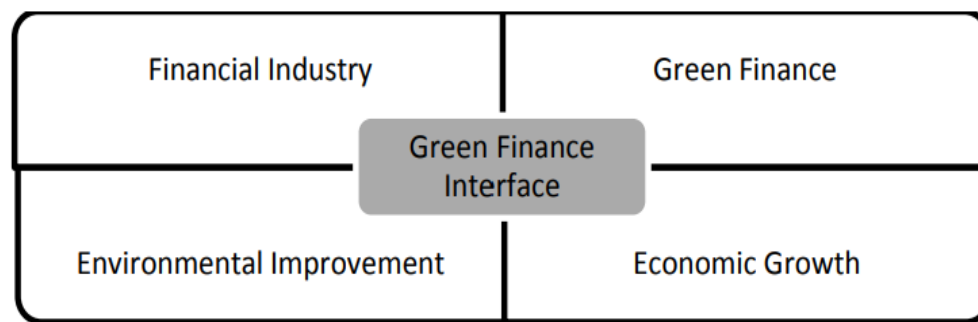 Financial Industry
Green Finance
Green Finance
Interface
Environmental Improvement
Economic Growth